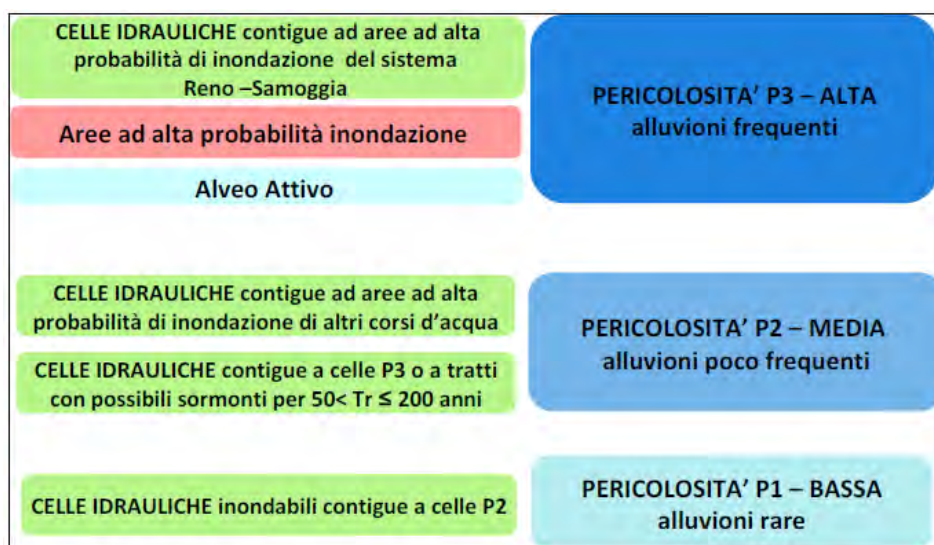 CELLE IDRAULICHE contigue ad aree ad alta
probabilità di inondazione del sistema
Reno –Samoggia
Aree ad alta probabilità inondazione
Alveo Attivo
PERICOLOSITA’ P3 – ALTA
alluvioni frequenti
CELLE IDRAULICHE contigue ad aree ad alta
probabilità di inondazione di altri corsi d’acqua
CELLE IDRAULICHE contigue a celle P3 o a tratti
con possibili sormonti per 50< Tr ≤ 200 anni
PERICOLOSITA’ P2 – MEDIA
alluvioni poco frequenti
CELLE IDRAULICHE inondabili contigue a celle P2
PERICOLOSITA’ P1 – BASSA
alluvioni rare